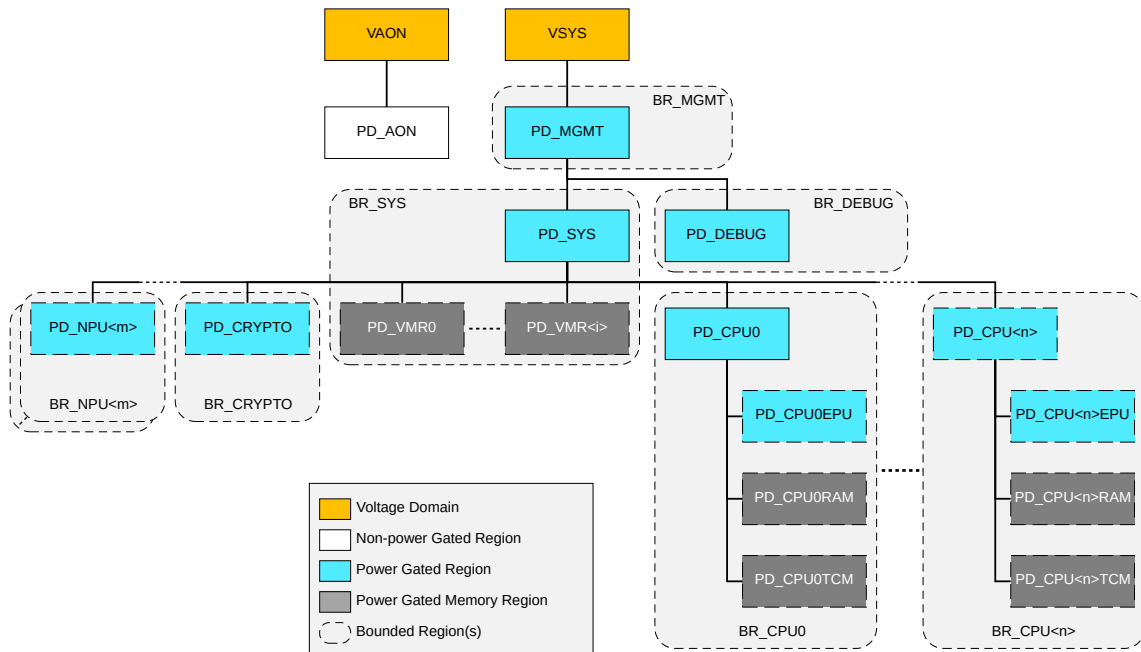 VAON
VSYS
BR_MGMT
PD_AON
PD_MGMT
BR_SYS
BR_DEBUG
PD_SYS
PD_DEBUG
PD_NPU<m>
PD_CRYPTO
PD_VMR0
PD_VMR<i>
PD_CPU0
PD_CPU<n>
BR_NPU<m>
BR_CRYPTO
PD_CPU0EPU
PD_CPU<n>EPU
PD_CPU0RAM
PD_CPU<n>RAM
PD_CPU0TCM
PD_CPU<n>TCM
BR_CPU0
BR_CPU<n>
Voltage Domain
Non-power Gated Region
Power Gated Region
Power Gated Memory Region
Bounded Region(s)